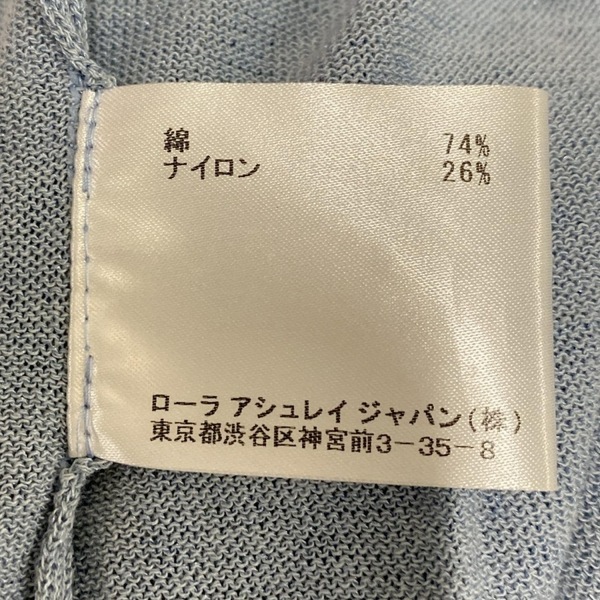 綿 74%
ナイロン 26%
ローラ アシュレイ ジャパン(株)
東京都渋谷区神宮前3-35-8